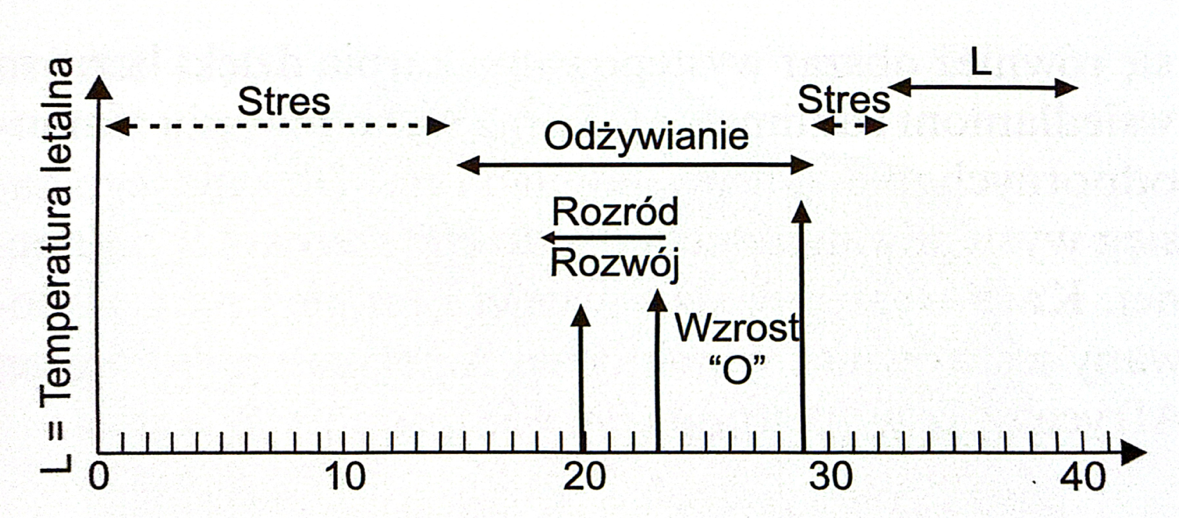 L = Temperatura letalna
L
Stres
Stres
Odżywianie
Rozród
Rozwój
Wzrost
“O”
0 10 20 30 40